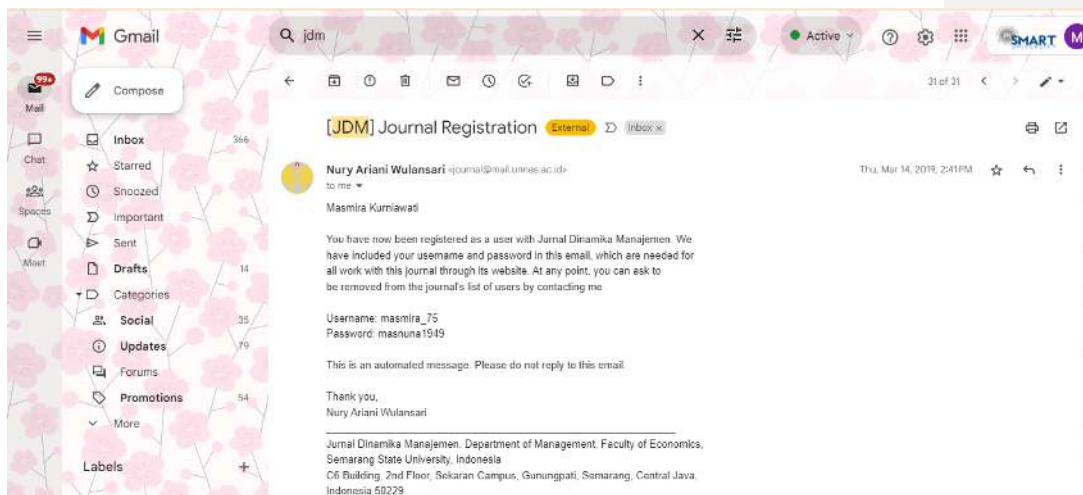 Gmail
jdm
Active
SMART
M
99+
Mail
Compose
31 of 31
Chat
Inbox 366
[JDM] Journal Registration External Inbox x
Starred
Nury Ariani Wulansari <journal@mail.unnes.ac.id> Thu, Mar 14, 2019, 2:41 PM
Spaces
Snoozed
to me
Important
Masmira Kurniawati
Meet
Sent
You have now been registered as a user with Jurnal Dinamika Manajemen. We
have included your username and password in this email, which are needed for
Drafts 14
all work with this journal through its website. At any point, you can ask to
be removed from the journal's list of users by contacting me.
Categories
Social 35
Username: masmira_75
Password: masnuna1949
Updates 79
This is an automated message. Please do not reply to this email.
Forums
Promotions 54
Thank you,
Nury Ariani Wulansari
More
Jurnal Dinamika Manajemen. Department of Management. Faculty of Economics,
Semarang State University, Indonesia
Labels +
C6 Building, 2nd Floor, Sekaran Campus, Gunungpati, Semarang, Central Java,
Indonesia 50229